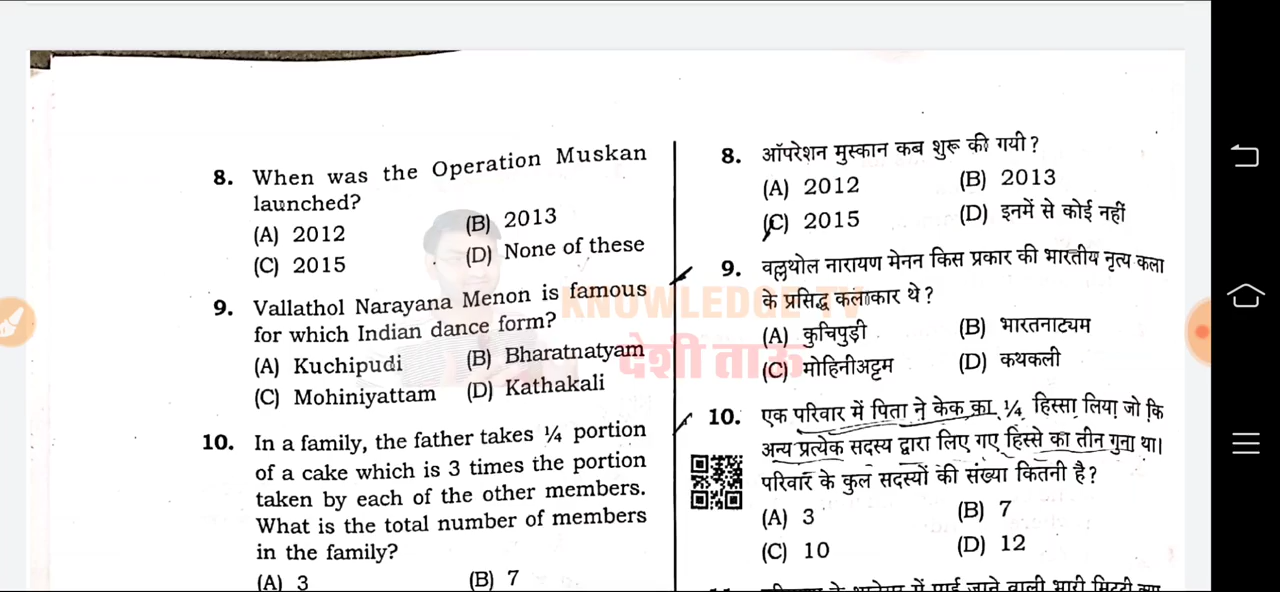 8. When was the Operation Muskan
launched?
(A) 2012 (B) 2013
(C) 2015 (D) None of these
9. Vallathol Narayana Menon is famous
for which Indian dance form?
(A) Kuchipudi (B) Bharatnatyam
(C) Mohiniyattam (D) Kathakali
10. In a family, the father takes ¼ portion
of a cake which is 3 times the portion
taken by each of the other members.
What is the total number of members
in the family?
(A) 3 (B) 7
8. ऑपरेशन मुस्कान कब शुरू की गयी?
(A) 2012 (B) 2013
(C) 2015 (D) इनमें से कोई नहीं
9. वल्लथोल नारायण मेनन किस प्रकार की भारतीय नृत्य कला
के प्रसिद्ध कलाकार थे?
(A) कुचिपुड़ी (B) भारतनाट्यम
(C) मोहिनीअट्टम (D) कथकली
10. एक परिवार में पिता ने केक का ¼ हिस्सा लिया जो कि
अन्य प्रत्येक सदस्य द्वारा लिए गए हिस्से का तीन गुना था।
परिवार के कुल सदस्यों की संख्या कितनी है?
(A) 3 (B) 7
(C) 10 (D) 12
KNOWLEDGE TV
देशी ताऊ